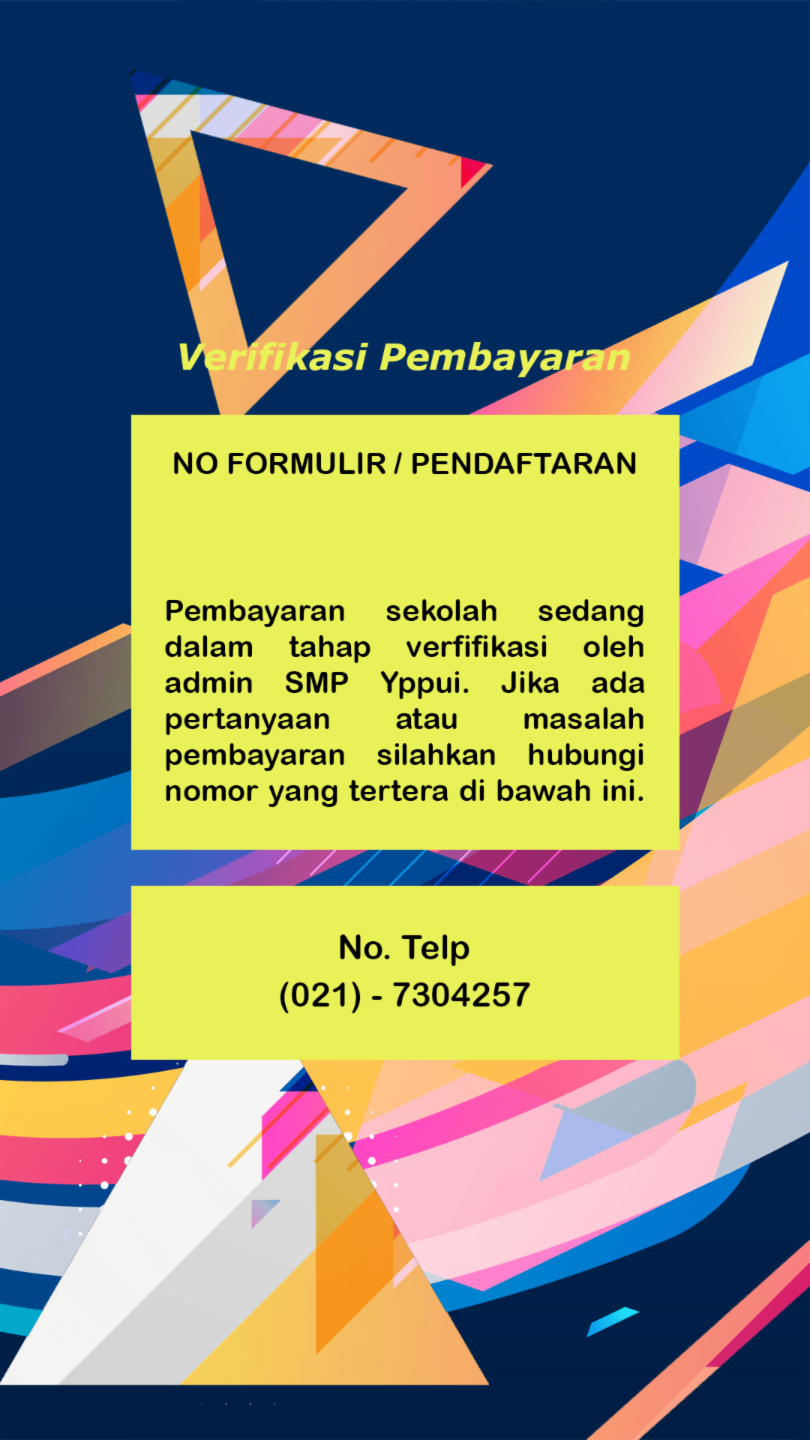 Verifikasi Pembayaran
NO FORMULIR / PENDAFTARAN
Pembayaran sekolah sedang
dalam tahap verfifikasi oleh
admin SMP Yppui. Jika ada
pertanyaan atau masalah
pembayaran silahkan hubungi
nomor yang tertera di bawah ini.
No. Telp
(021) - 7304257